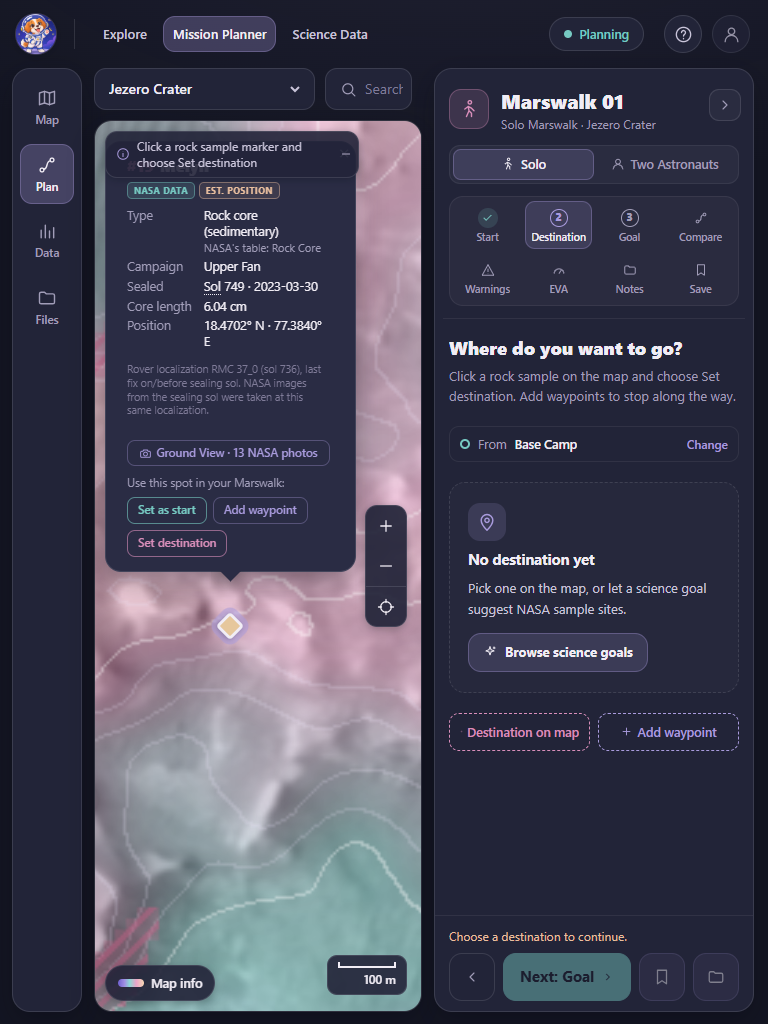 Explore
Mission Planner
Science Data
Planning
Map
Plan
Data
Files
Jezero Crater
Search
Click a rock sample marker and
choose Set destination
NASA DATA
EST. POSITION
Type
Rock core
(sedimentary)
NASA's table: Rock Core
Campaign
Upper Fan
Sealed
Sol 749 · 2023-03-30
Core length
6.04 cm
Position
18.4702° N · 77.3840°
E
Rover localization RMC 37_0 (sol 736), last
fix on/before sealing sol. NASA images
from the sealing sol were taken at this
same localization.
Ground View · 13 NASA photos
Use this spot in your Marswalk:
Set as start
Add waypoint
Set destination
Map info
100 m
Marswalk 01
Solo Marswalk · Jezero Crater
Solo
Two Astronauts
Start
2
Destination
3
Goal
Compare
Warnings
EVA
Notes
Save
Where do you want to go?
Click a rock sample on the map and choose Set
destination. Add waypoints to stop along the way.
From Base Camp
Change
No destination yet
Pick one on the map, or let a science goal
suggest NASA sample sites.
Browse science goals
Destination on map
+ Add waypoint
Choose a destination to continue.
Next: Goal